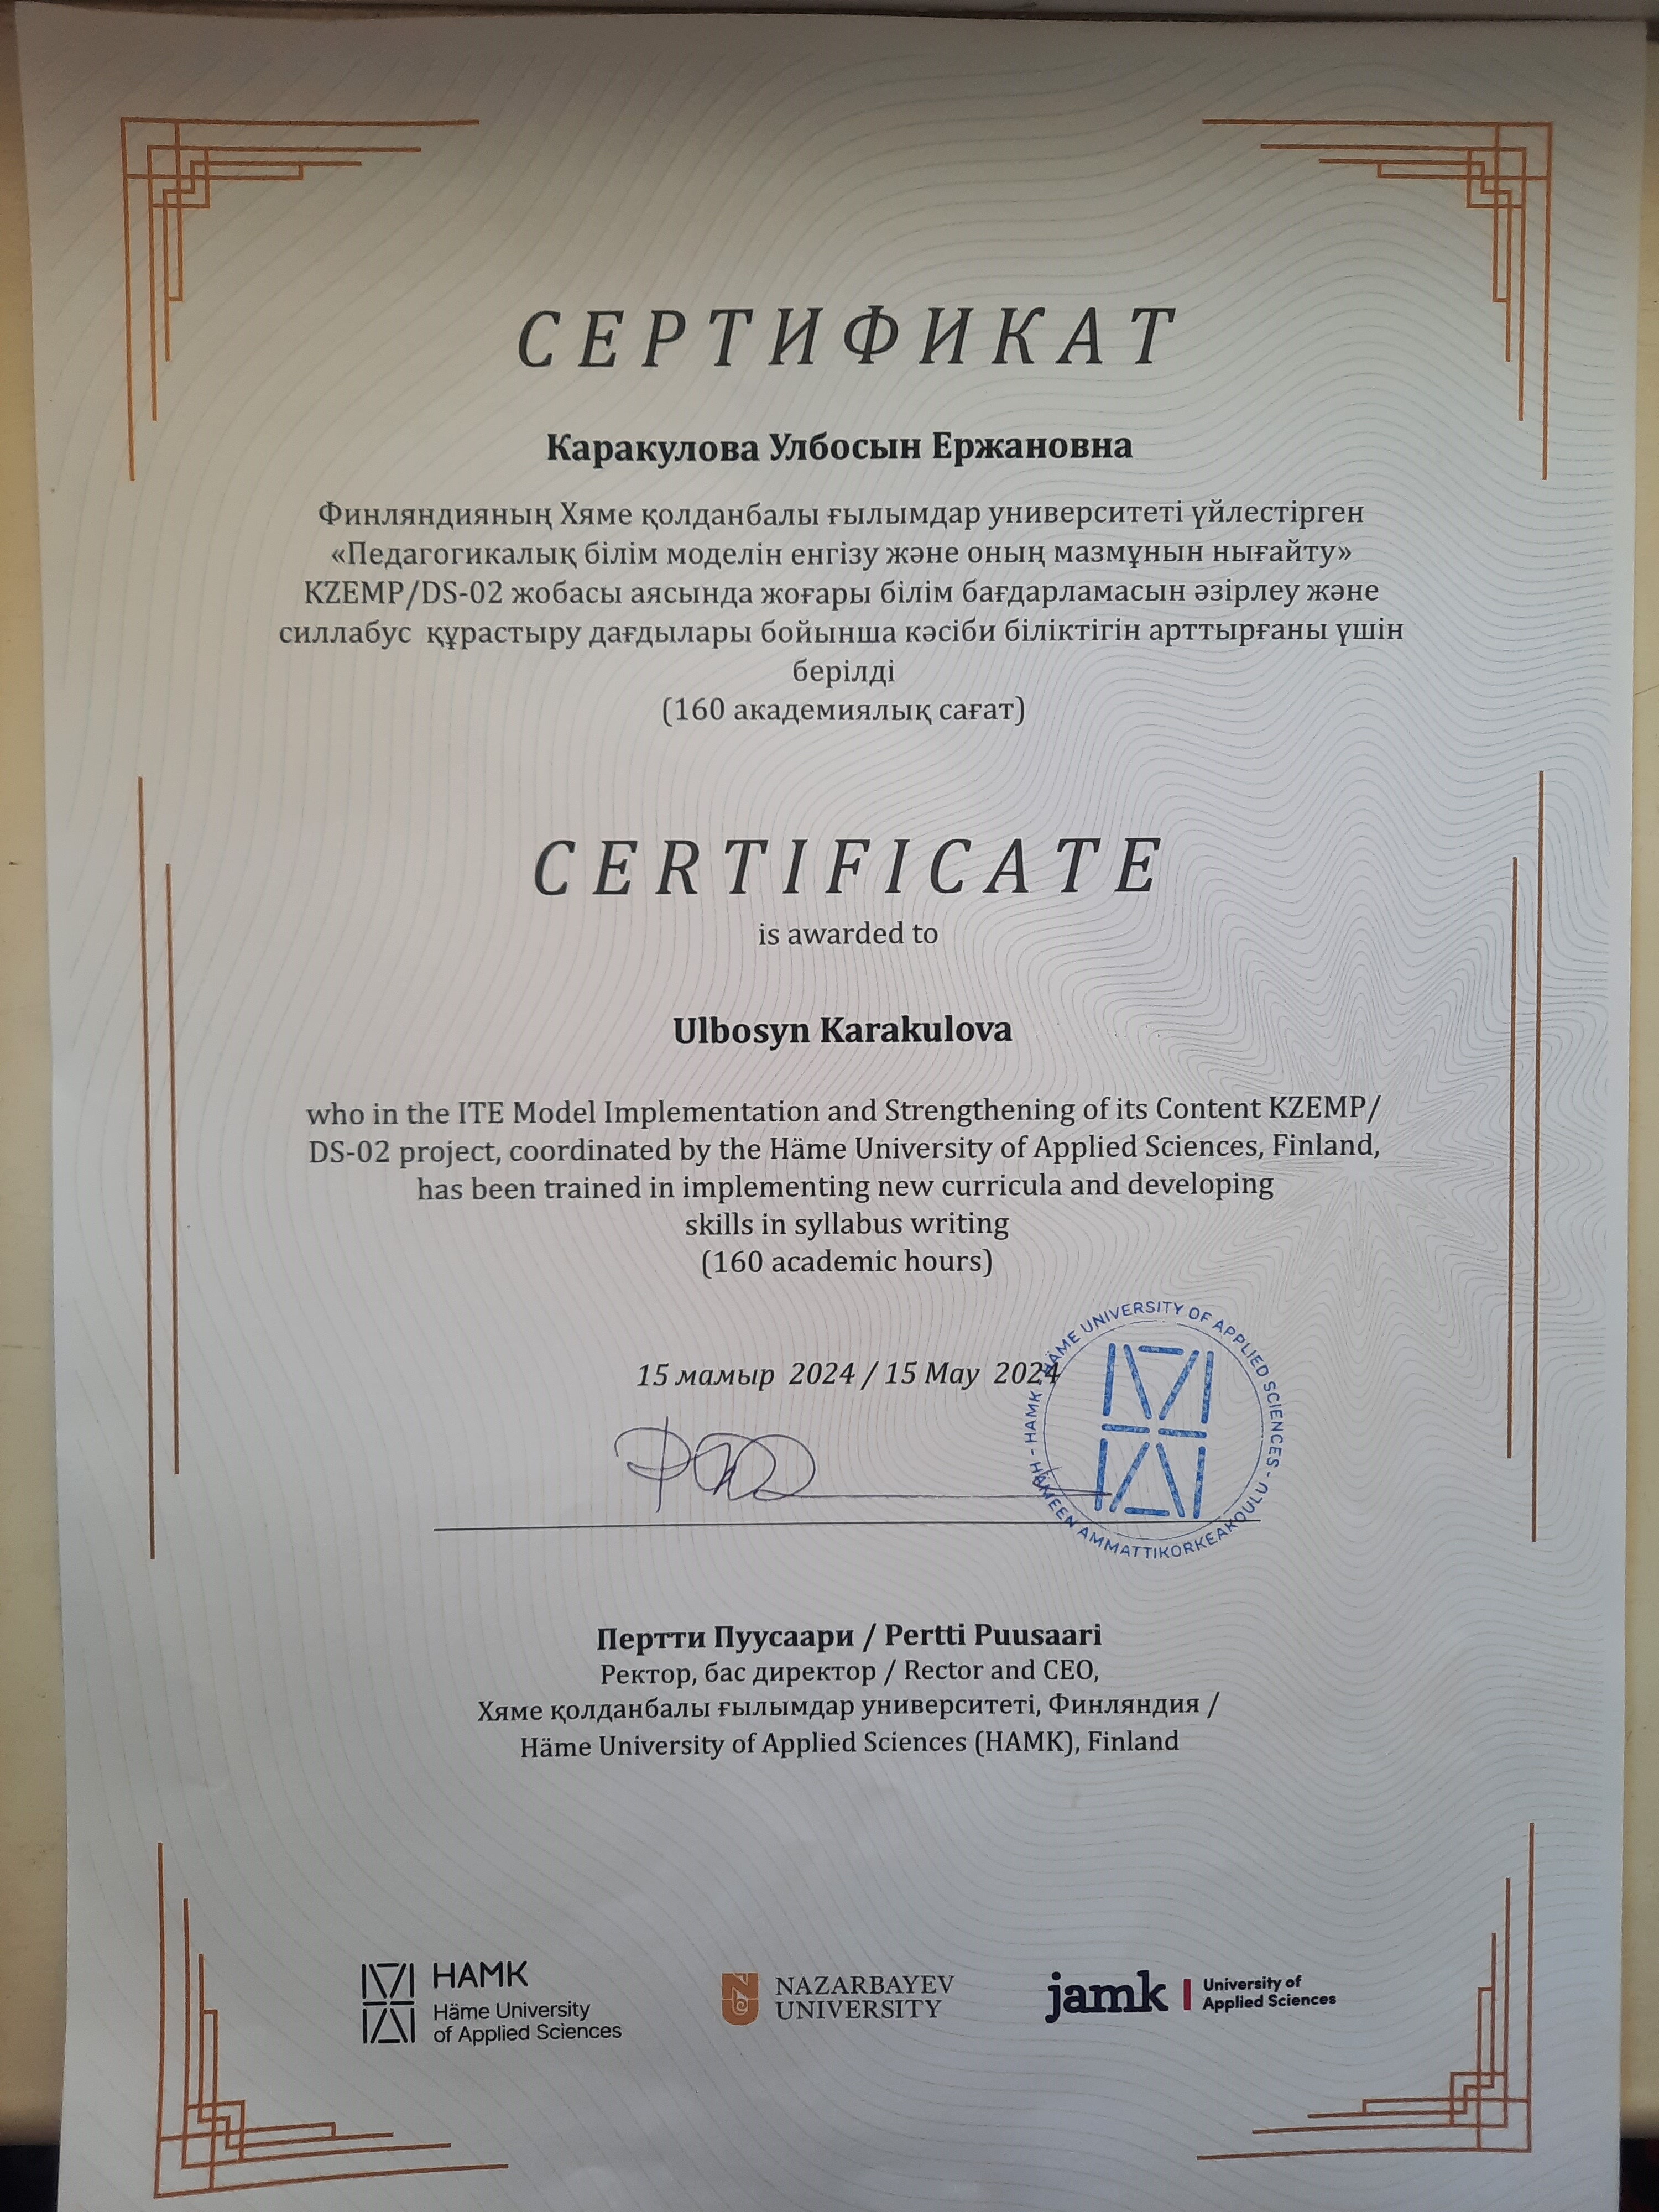 СЕРТИФИКАТ
Каракулова Улбосын Ержановна
Финляндияның Хяме қолданбалы ғылымдар университеті үйлестірген
«Педагогикалық білім моделін енгізу және оның мазмұнын нығайту»
KZEMP/DS-02 жобасы аясында жоғары білім бағдарламасын әзірлеу және
силлабус құрастыру дағдылары бойынша кәсіби біліктігін арттырғаны үшін
берілді
(160 академиялық сағат)
CERTIFICATE
is awarded to
Ulbosyn Karakulova
who in the ITE Model Implementation and Strengthening of its Content KZEMP/
DS-02 project, coordinated by the Häme University of Applied Sciences, Finland,
has been trained in implementing new curricula and developing
skills in syllabus writing
(160 academic hours)
15 мамыр 2024 / 15 May 2024
HAMK - HÄME UNIVERSITY OF APPLIED SCIENCES -
HÄMEEN AMMATTIKORKEAKOULU -
Пертти Пуусаари / Pertti Puusaari
Ректор, бас директор / Rector and CEO,
Хяме қолданбалы ғылымдар университеті, Финляндия /
Häme University of Applied Sciences (HAMK), Finland
HAMK
Häme University
of Applied Sciences
NAZARBAYEV
UNIVERSITY
jamk
University of
Applied Sciences